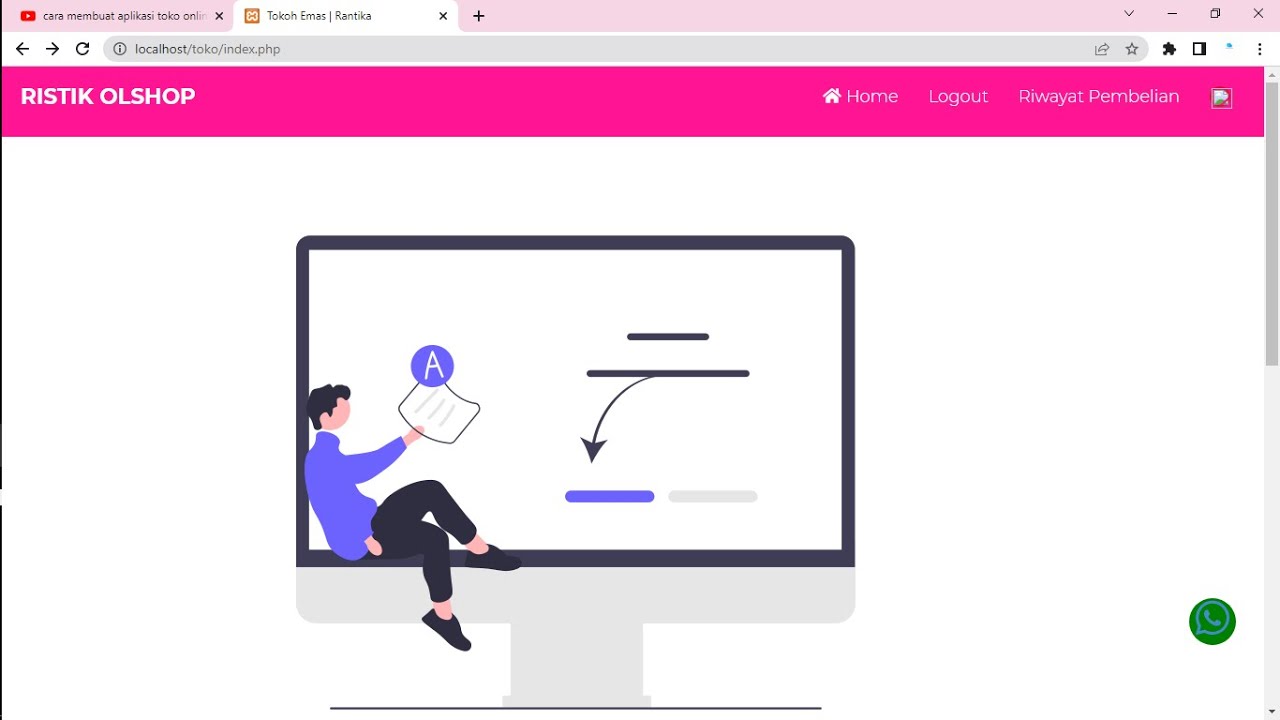 cara membuat aplikasi toko onlin
Tokoh Emas | Rantika
localhost/toko/index.php
RISTIK OLSHOP
Home Logout Riwayat Pembelian
A